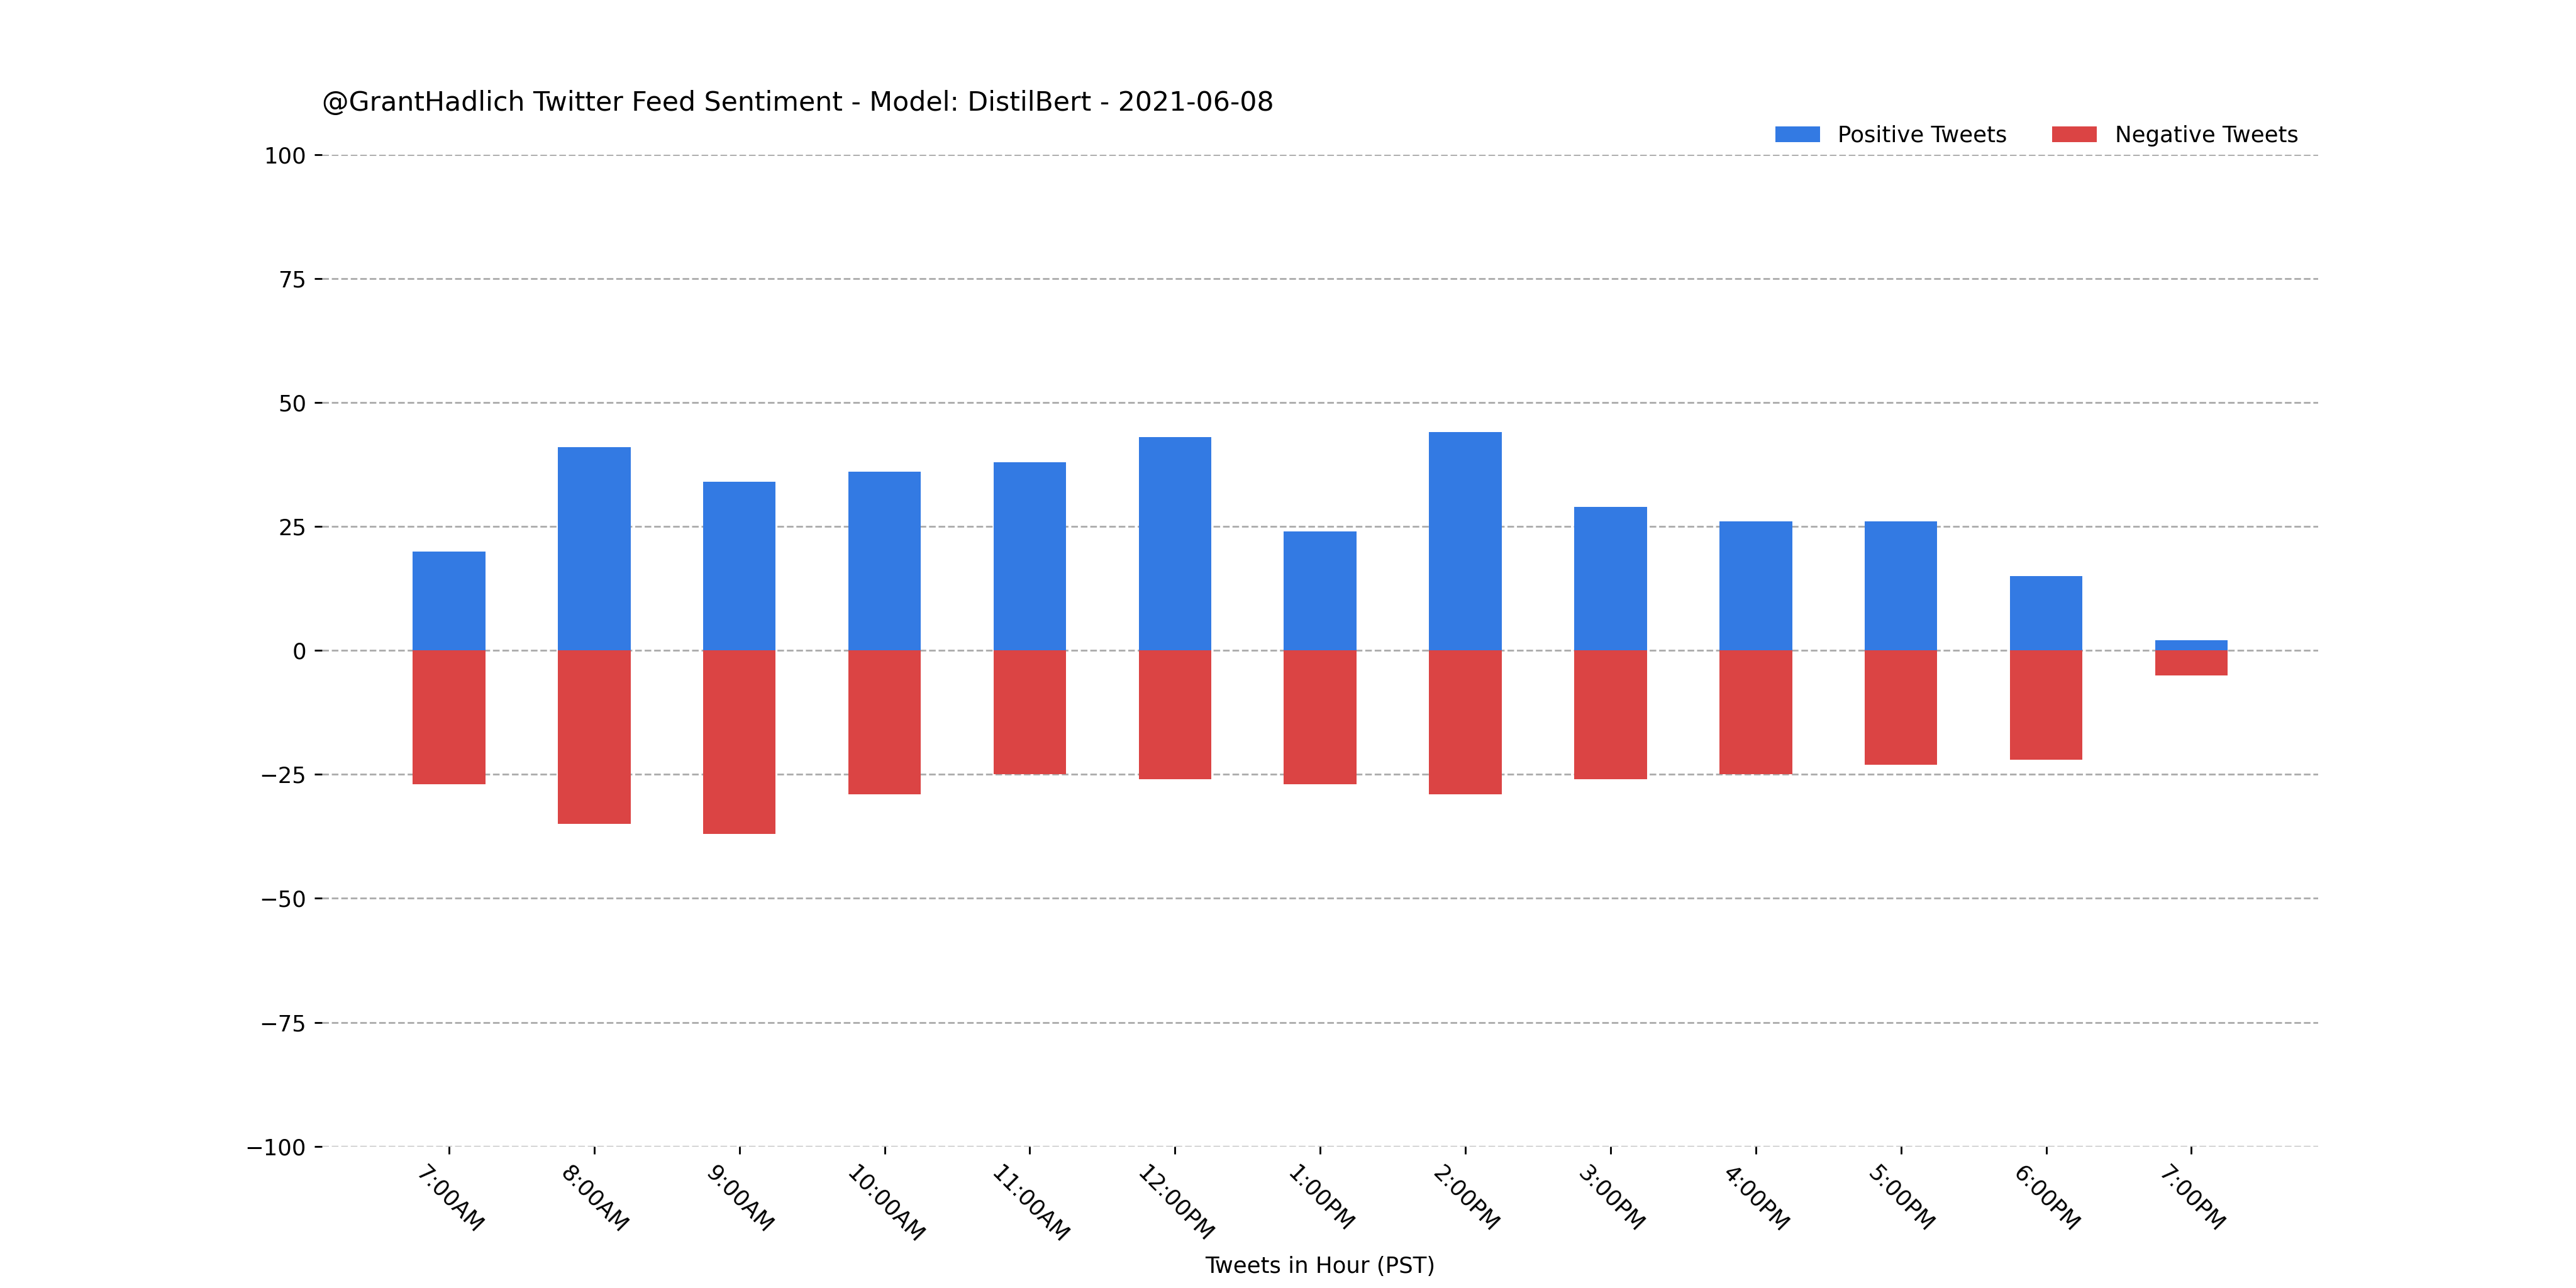 @GrantHadlich Twitter Feed Sentiment - Model: DistilBert - 2021-06-08
Positive Tweets
Negative Tweets
100
75
50
25
0
−25
−50
−75
−100
7:00AM
8:00AM
9:00AM
10:00AM
11:00AM
12:00PM
1:00PM
2:00PM
3:00PM
4:00PM
5:00PM
6:00PM
7:00PM
Tweets in Hour (PST)